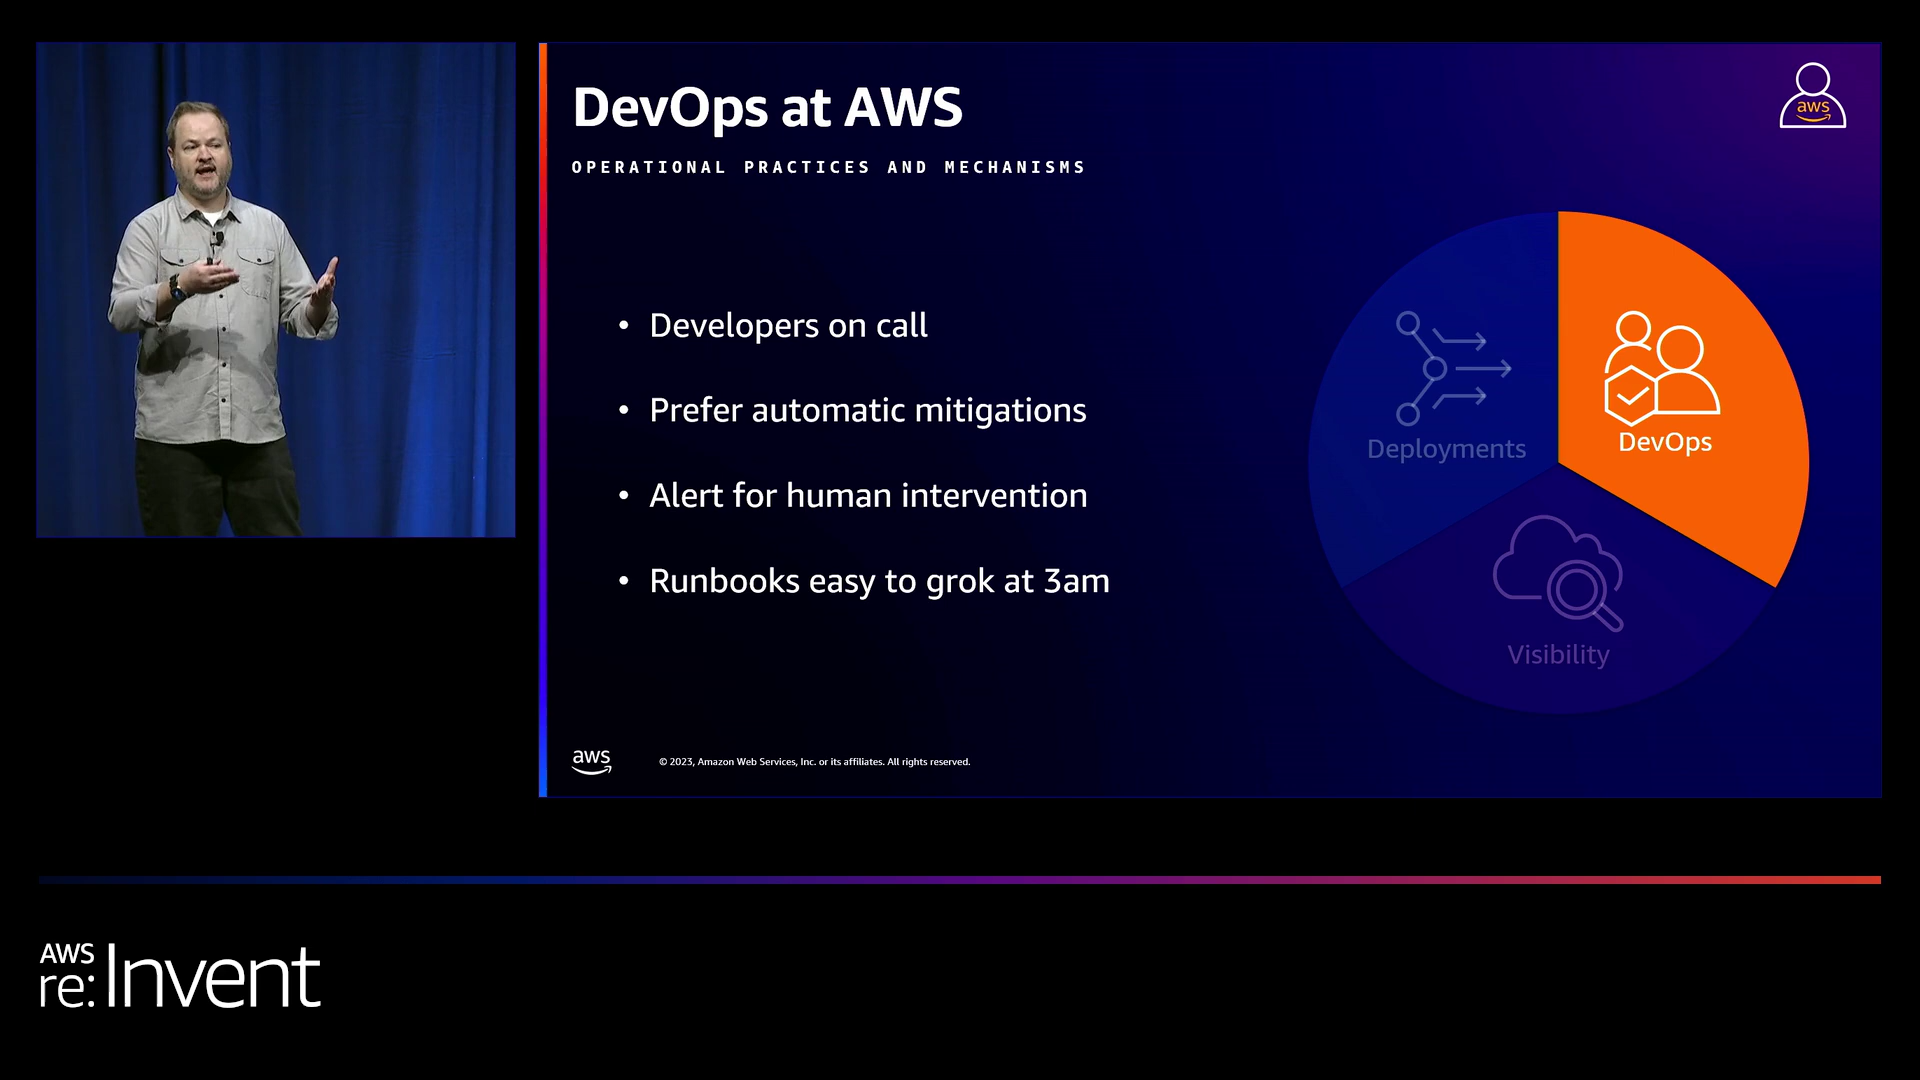 DevOps at AWS
OPERATIONAL PRACTICES AND MECHANISMS
aws
• Developers on call
• Prefer automatic mitigations
• Alert for human intervention
• Runbooks easy to grok at 3am
Deployments
DevOps
Visibility
aws
© 2023, Amazon Web Services, Inc. or its affiliates. All rights reserved.
AWS
re:Invent